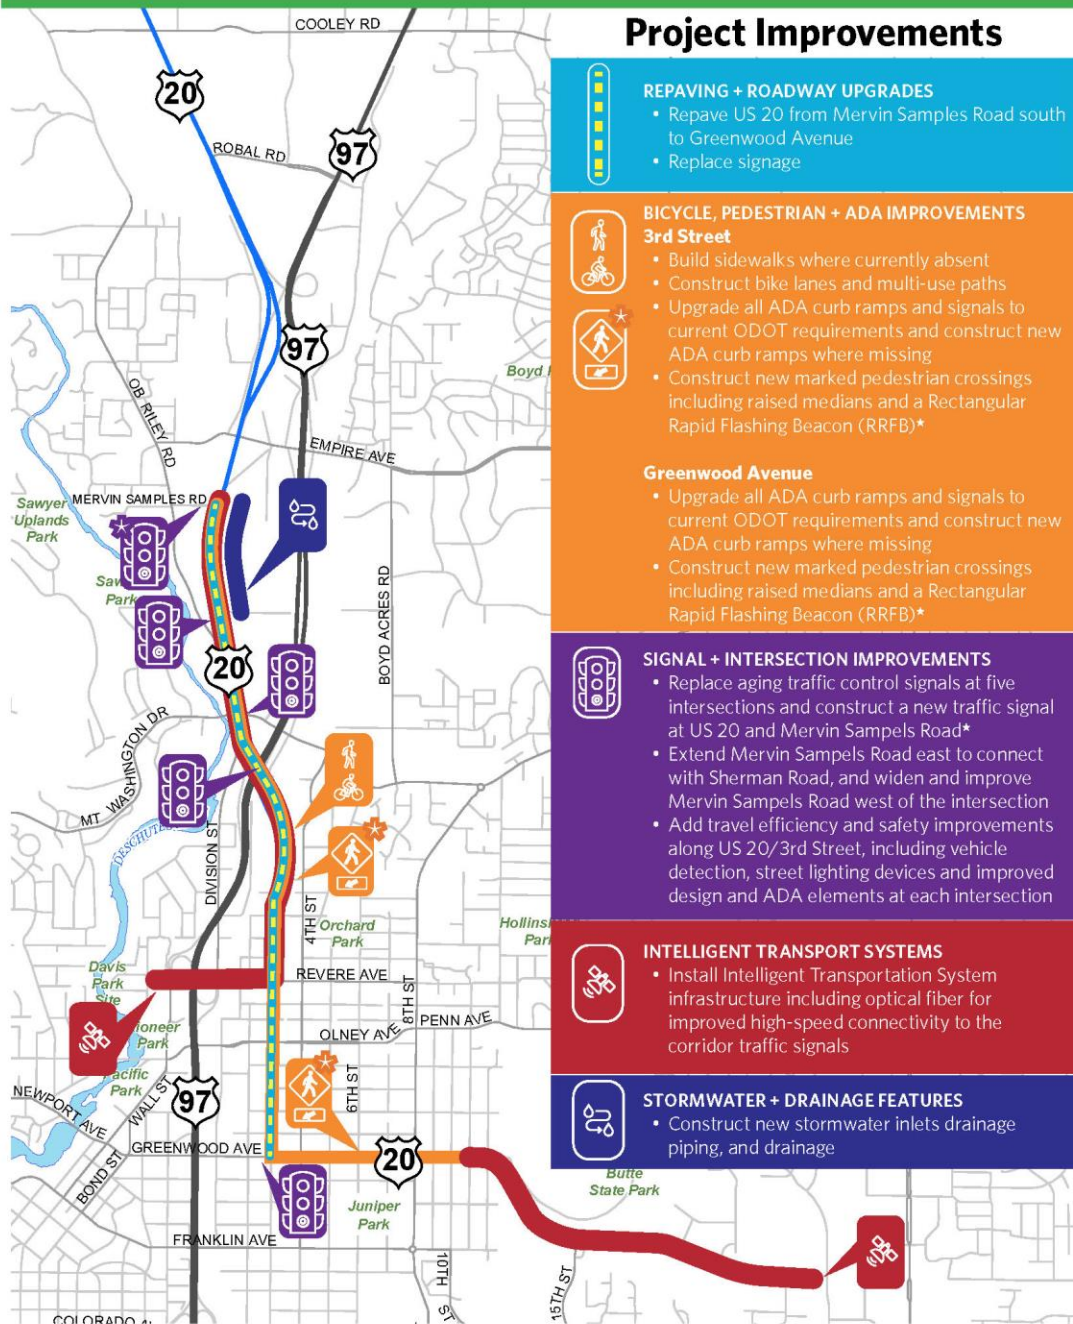 Project Improvements
REPAVING + ROADWAY UPGRADES
• Repave US 20 from Mervin Samples Road south
to Greenwood Avenue
• Replace signage
BICYCLE, PEDESTRIAN + ADA IMPROVEMENTS
3rd Street
• Build sidewalks where currently absent
• Construct bike lanes and multi-use paths
• Upgrade all ADA curb ramps and signals to
current ODOT requirements and construct new
ADA curb ramps where missing
• Construct new marked pedestrian crossings
including raised medians and a Rectangular
Rapid Flashing Beacon (RRFB)*
Greenwood Avenue
• Upgrade all ADA curb ramps and signals to
current ODOT requirements and construct new
ADA curb ramps where missing
• Construct new marked pedestrian crossings
including raised medians and a Rectangular
Rapid Flashing Beacon (RRFB)*
SIGNAL + INTERSECTION IMPROVEMENTS
• Replace aging traffic control signals at five
intersections and construct a new traffic signal
at US 20 and Mervin Sampels Road*
• Extend Mervin Sampels Road east to connect
with Sherman Road, and widen and improve
Mervin Sampels Road west of the intersection
• Add travel efficiency and safety improvements
along US 20/3rd Street, including vehicle
detection, street lighting devices and improved
design and ADA elements at each intersection
INTELLIGENT TRANSPORT SYSTEMS
• Install Intelligent Transportation System
infrastructure including optical fiber for
improved high-speed connectivity to the
corridor traffic signals
STORMWATER + DRAINAGE FEATURES
• Construct new stormwater inlets drainage
piping, and drainage
COOLEY RD
20
97
ROBAL RD
97
Boyd
OB RILEY RD
EMPIRE AVE
MERVIN SAMPLES RD
Sawyer
Uplands
Park
Park
BOYD ACRES RD
20
MT WASHINGTON DR
DIVISION ST
4TH ST
Orchard
Park
Davis
Park
Site
REVERE AVE
8TH ST
PENN AVE
OLNEY AVE
Park
Park
6TH ST
NEWPORT AVE
WALL ST
97
GREENWOOD AVE
20
BOND ST
Juniper
Park
Butte
State Park
FRANKLIN AVE
10TH ST
15TH ST
COLORADO